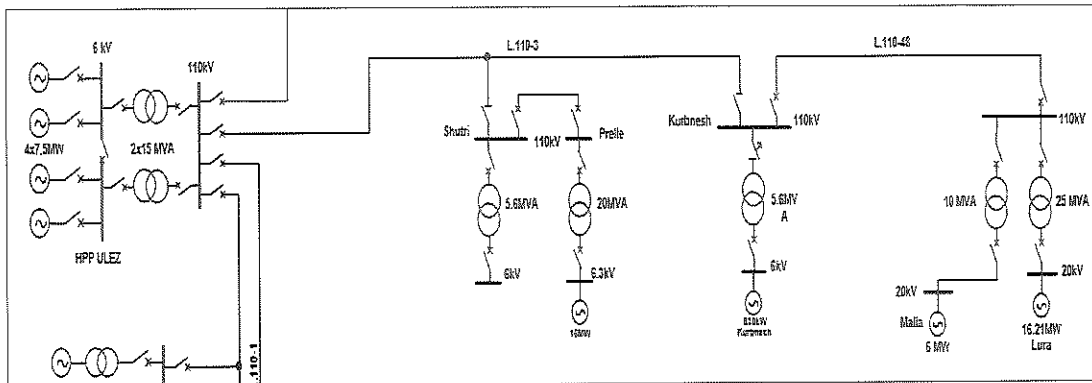 6 kV
110kV
4x7.5MW
2x15 MVA
HPP ULEZ
L.110-3
L.110-48
Shutri
110kV
Preile
5.6MVA
20MVA
6kV
6.3kV
Kurbnesh
110kV
5.6MV
A
6kV
Kurbnesh
110kV
10 MVA
25 MVA
20kV
20kV
Malla
6 MW
16.21MW
Lura
.110-1